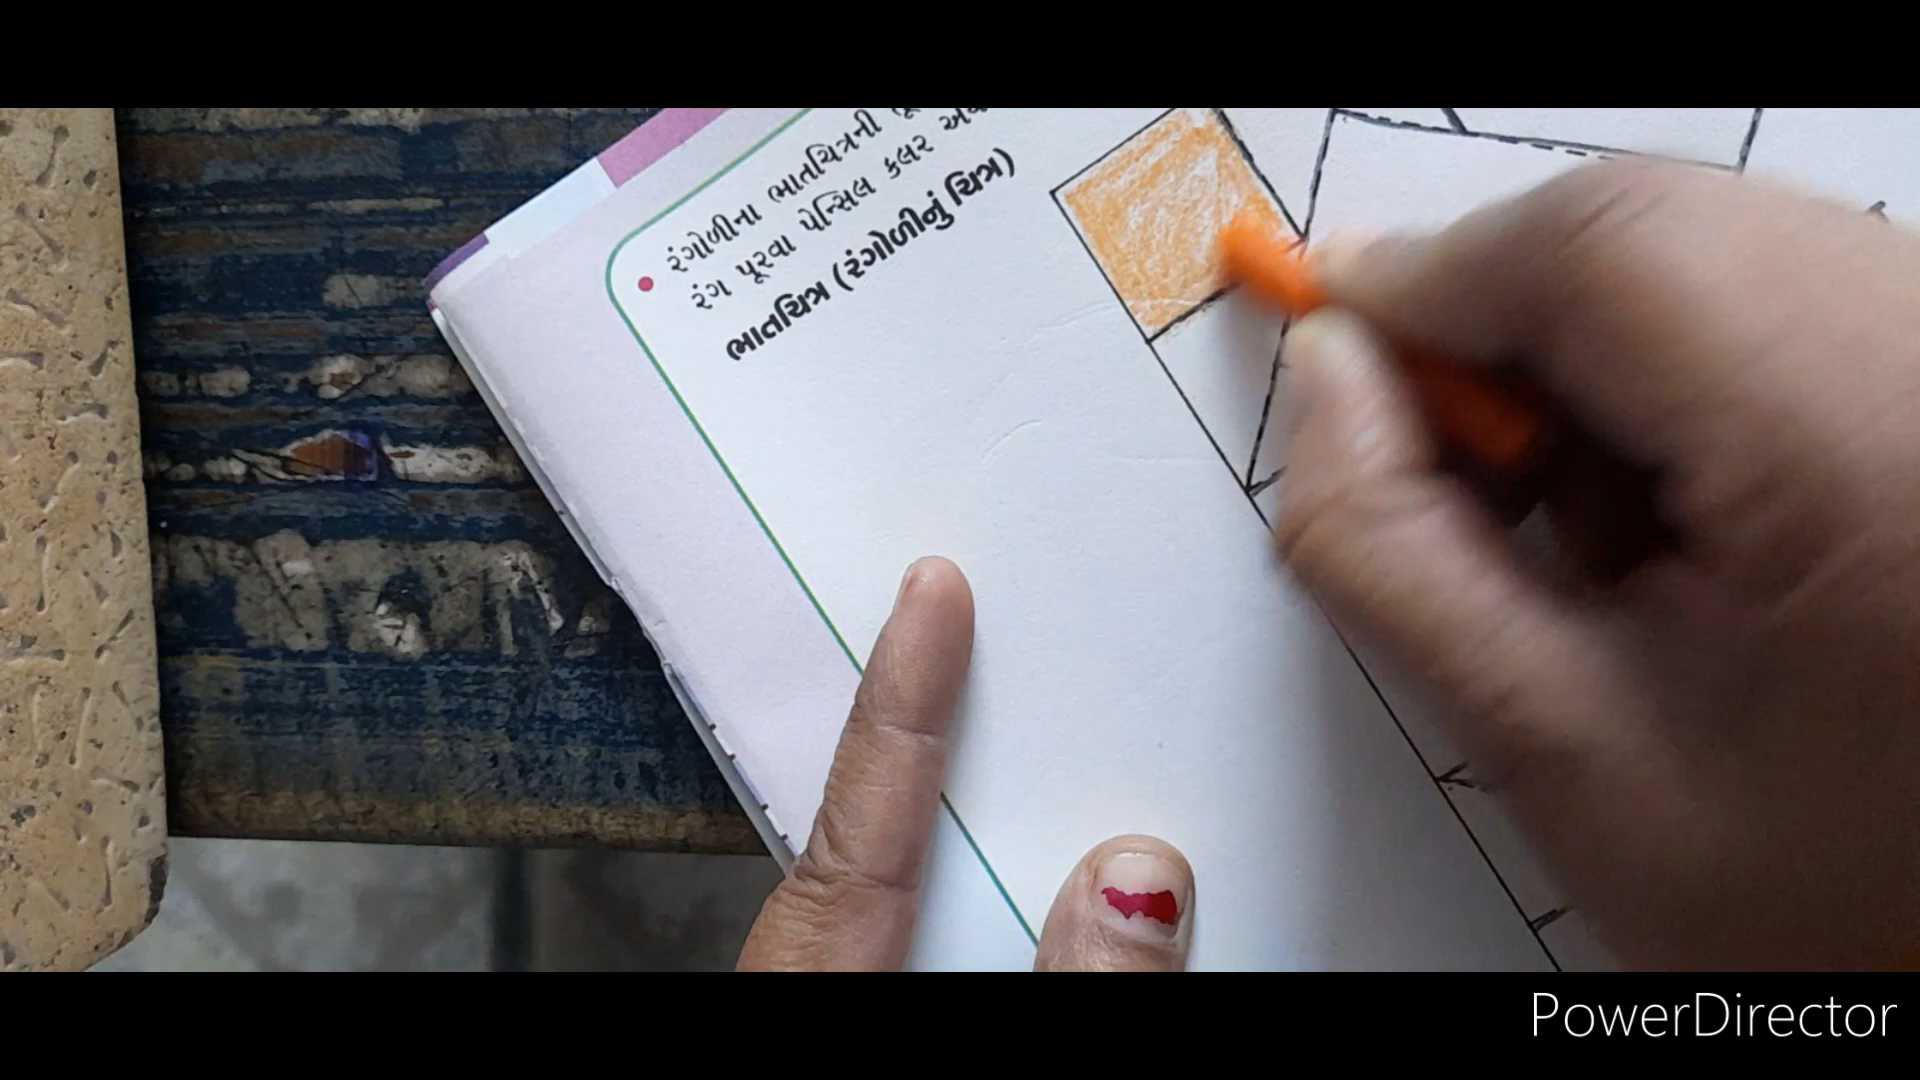 રંગોળીના ભાતચિત્રની
રંગ પૂરવા પેન્સિલ કલર
ભાતચિત્ર (રંગોળીનું ચિત્ર)
PowerDirector